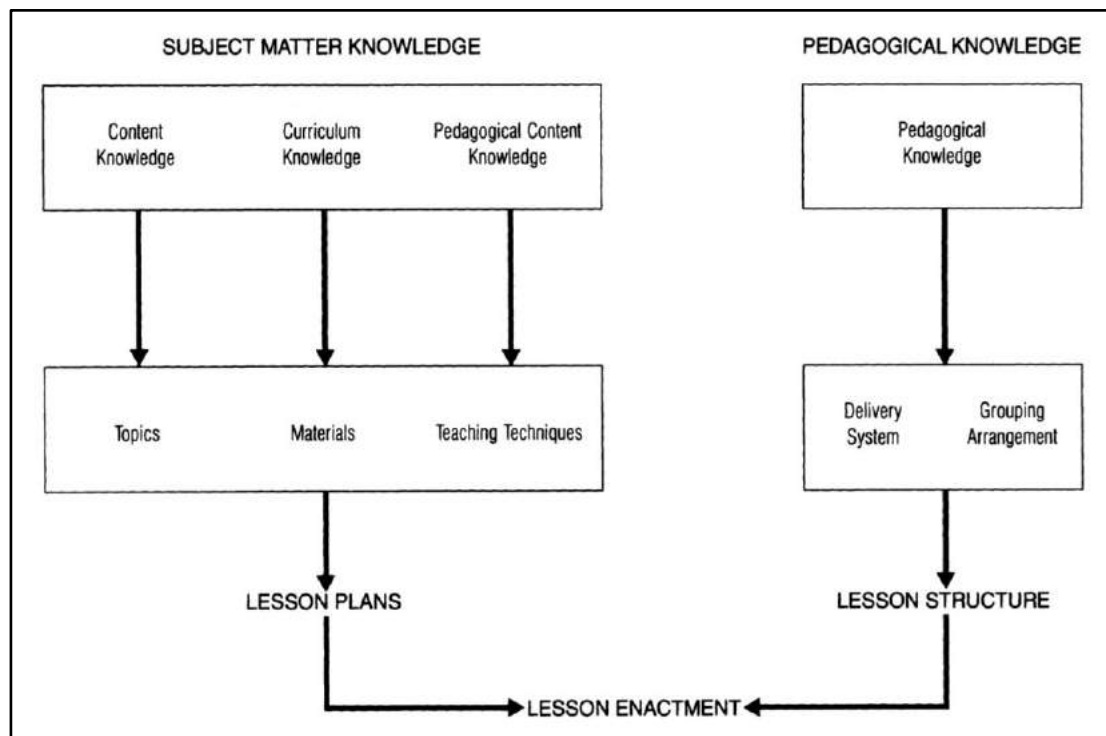 SUBJECT MATTER KNOWLEDGE
PEDAGOGICAL KNOWLEDGE
Content
Knowledge
Curriculum
Knowledge
Pedagogical Content
Knowledge
Pedagogical
Knowledge
Topics
Materials
Teaching Techniques
Delivery
System
Grouping
Arrangement
LESSON PLANS
LESSON STRUCTURE
LESSON ENACTMENT